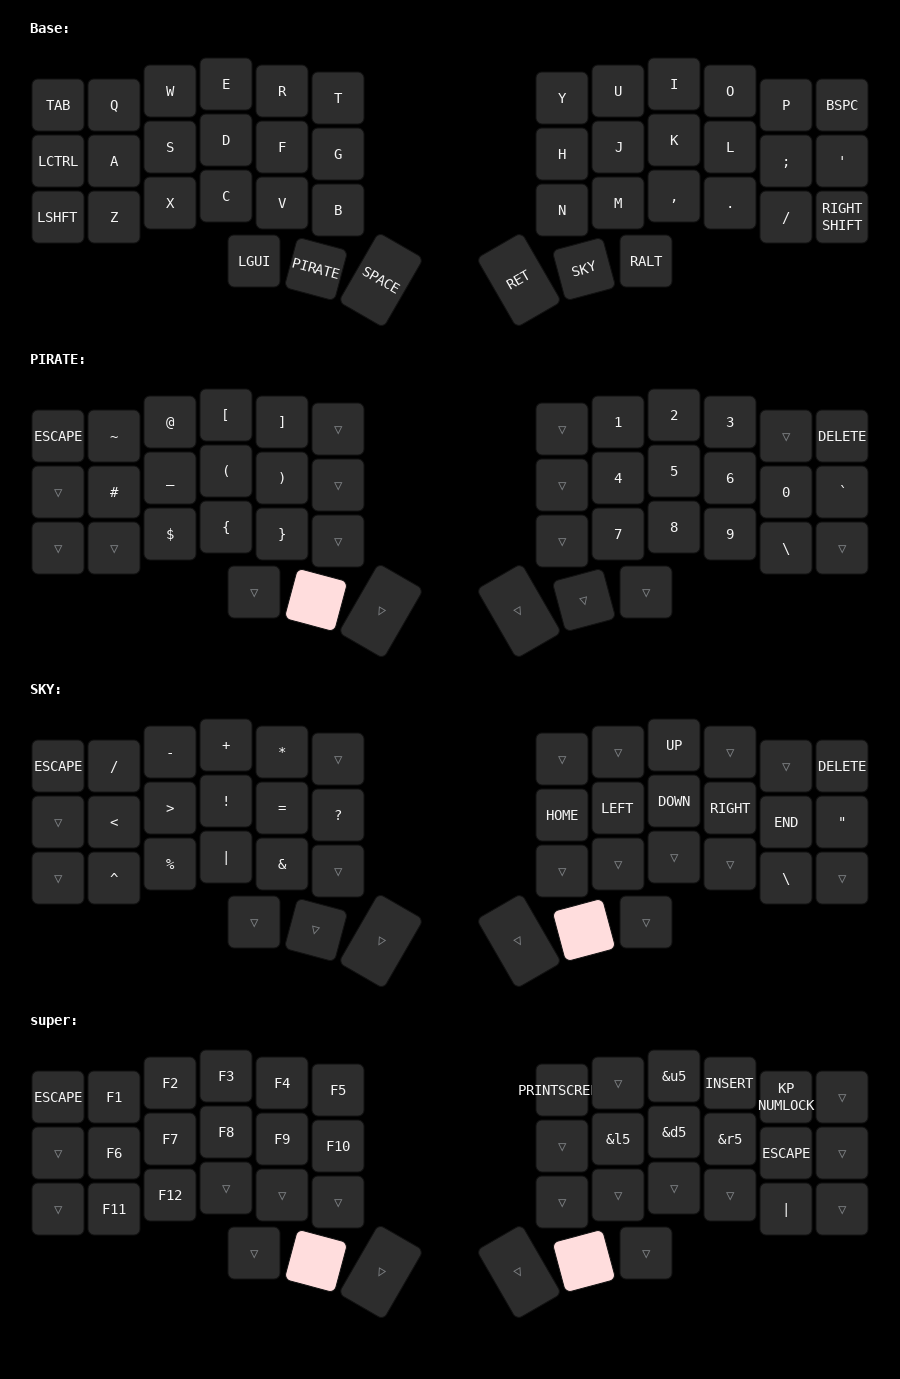 Base:
TAB Q W E R T Y U I O P BSPC
LCTRL A S D F G H J K L ; '
LSHFT Z X C V B N M , . / RIGHT SHIFT
LGUI PIRATE SPACE RET SKY RALT
PIRATE:
ESCAPE ~ @ [ ] ▽ ▽ 1 2 3 ▽ DELETE
▽ # _ ( ) ▽ ▽ 4 5 6 0 `
▽ ▽ $ { } ▽ ▽ 7 8 9 \ ▽
▽ ▽ ▽ ▽ ▽
SKY:
ESCAPE / - + * ▽ ▽ ▽ UP ▽ ▽ DELETE
▽ < > ! = ? HOME LEFT DOWN RIGHT END "
▽ ^ % | & ▽ ▽ ▽ ▽ ▽ \ ▽
▽ ▽ ▽ ▽ ▽
super:
ESCAPE F1 F2 F3 F4 F5 PRINTSCREE ▽ &u5 INSERT KP NUMLOCK ▽
▽ F6 F7 F8 F9 F10 ▽ &l5 &d5 &r5 ESCAPE ▽
▽ F11 F12 ▽ ▽ ▽ ▽ ▽ ▽ ▽ | ▽
▽ ▽ ▽ ▽